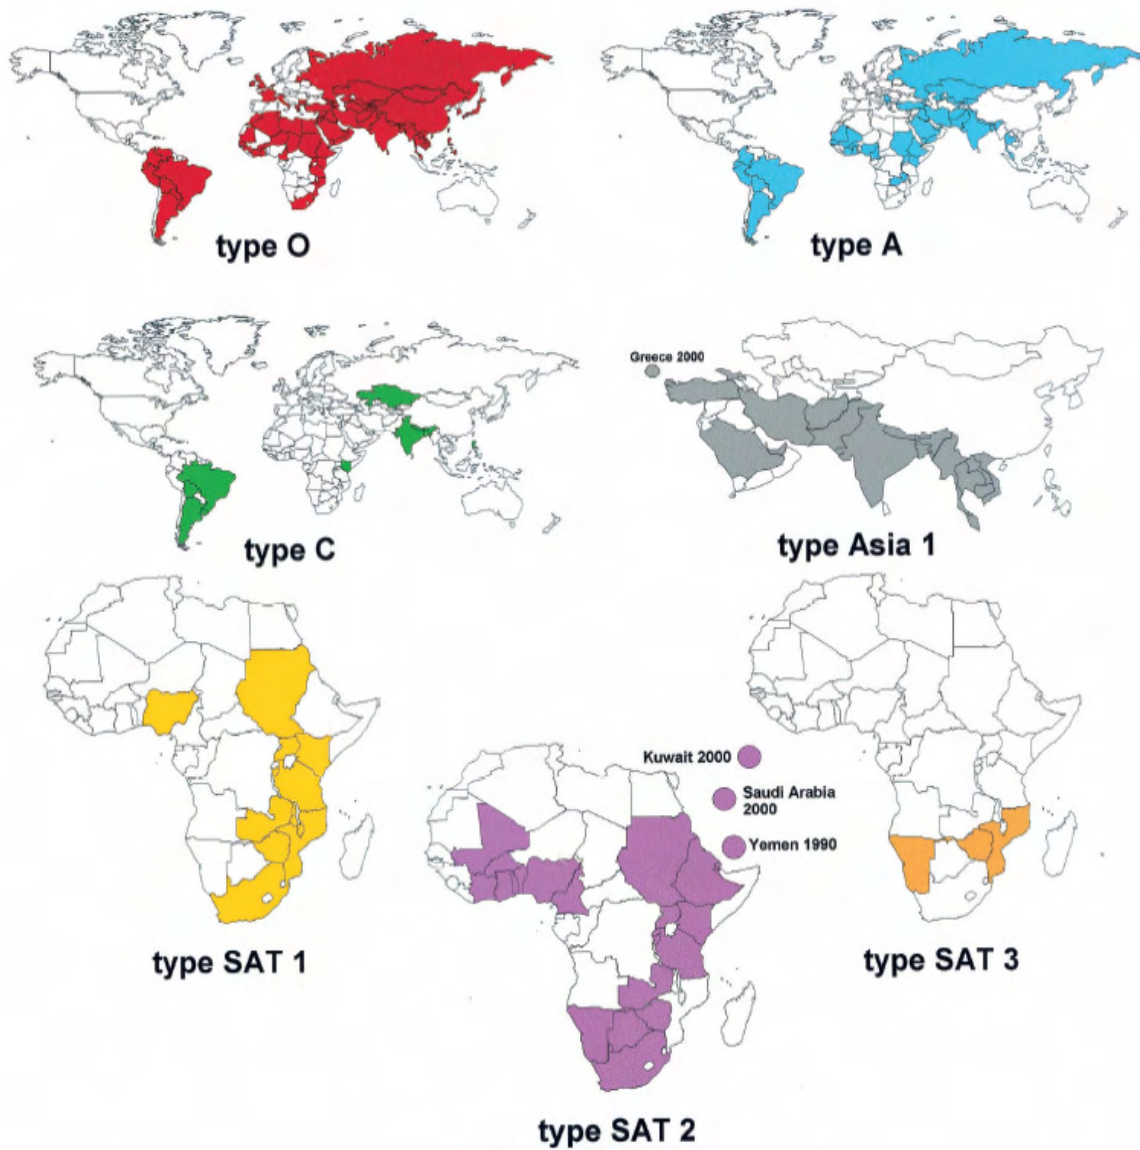 type O
type A
Greece 2000
type C
type Asia 1
Kuwait 2000
Saudi Arabia
2000
Yemen 1990
type SAT 1
type SAT 3
type SAT 2